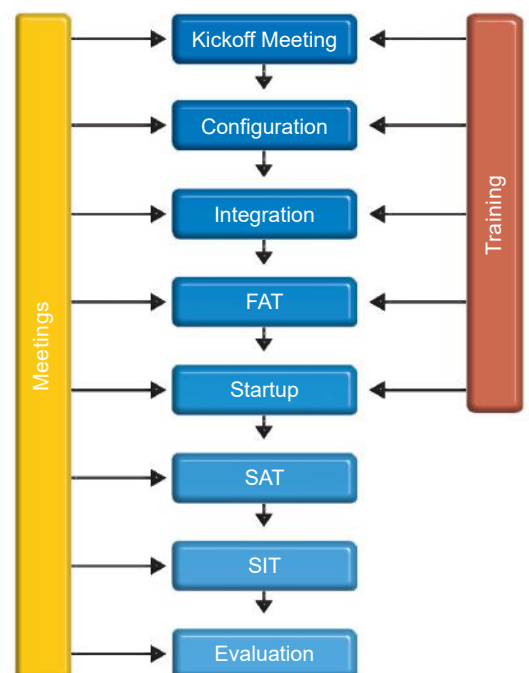 Kickoff Meeting
Configuration
Integration
FAT
Startup
SAT
SIT
Evaluation
Meetings
Training